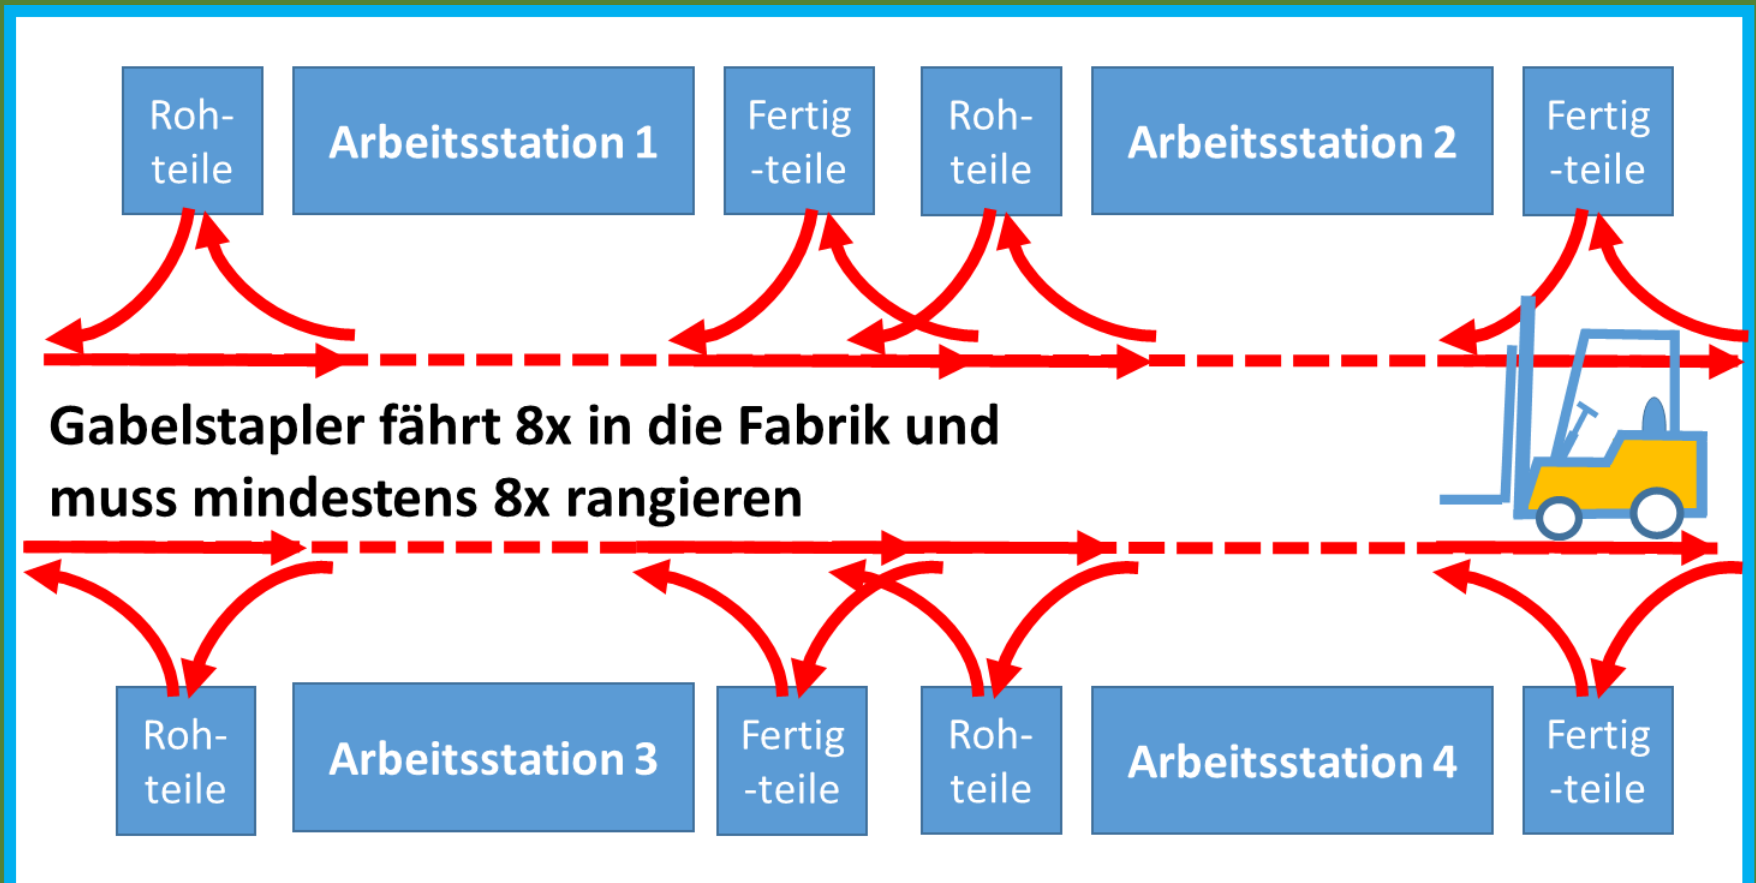 Roh-
teile
Arbeitsstation 1
Fertig
-teile
Roh-
teile
Arbeitsstation 2
Fertig
-teile
Gabelstapler fährt 8x in die Fabrik und
muss mindestens 8x rangieren
Roh-
teile
Arbeitsstation 3
Fertig
-teile
Roh-
teile
Arbeitsstation 4
Fertig
-teile